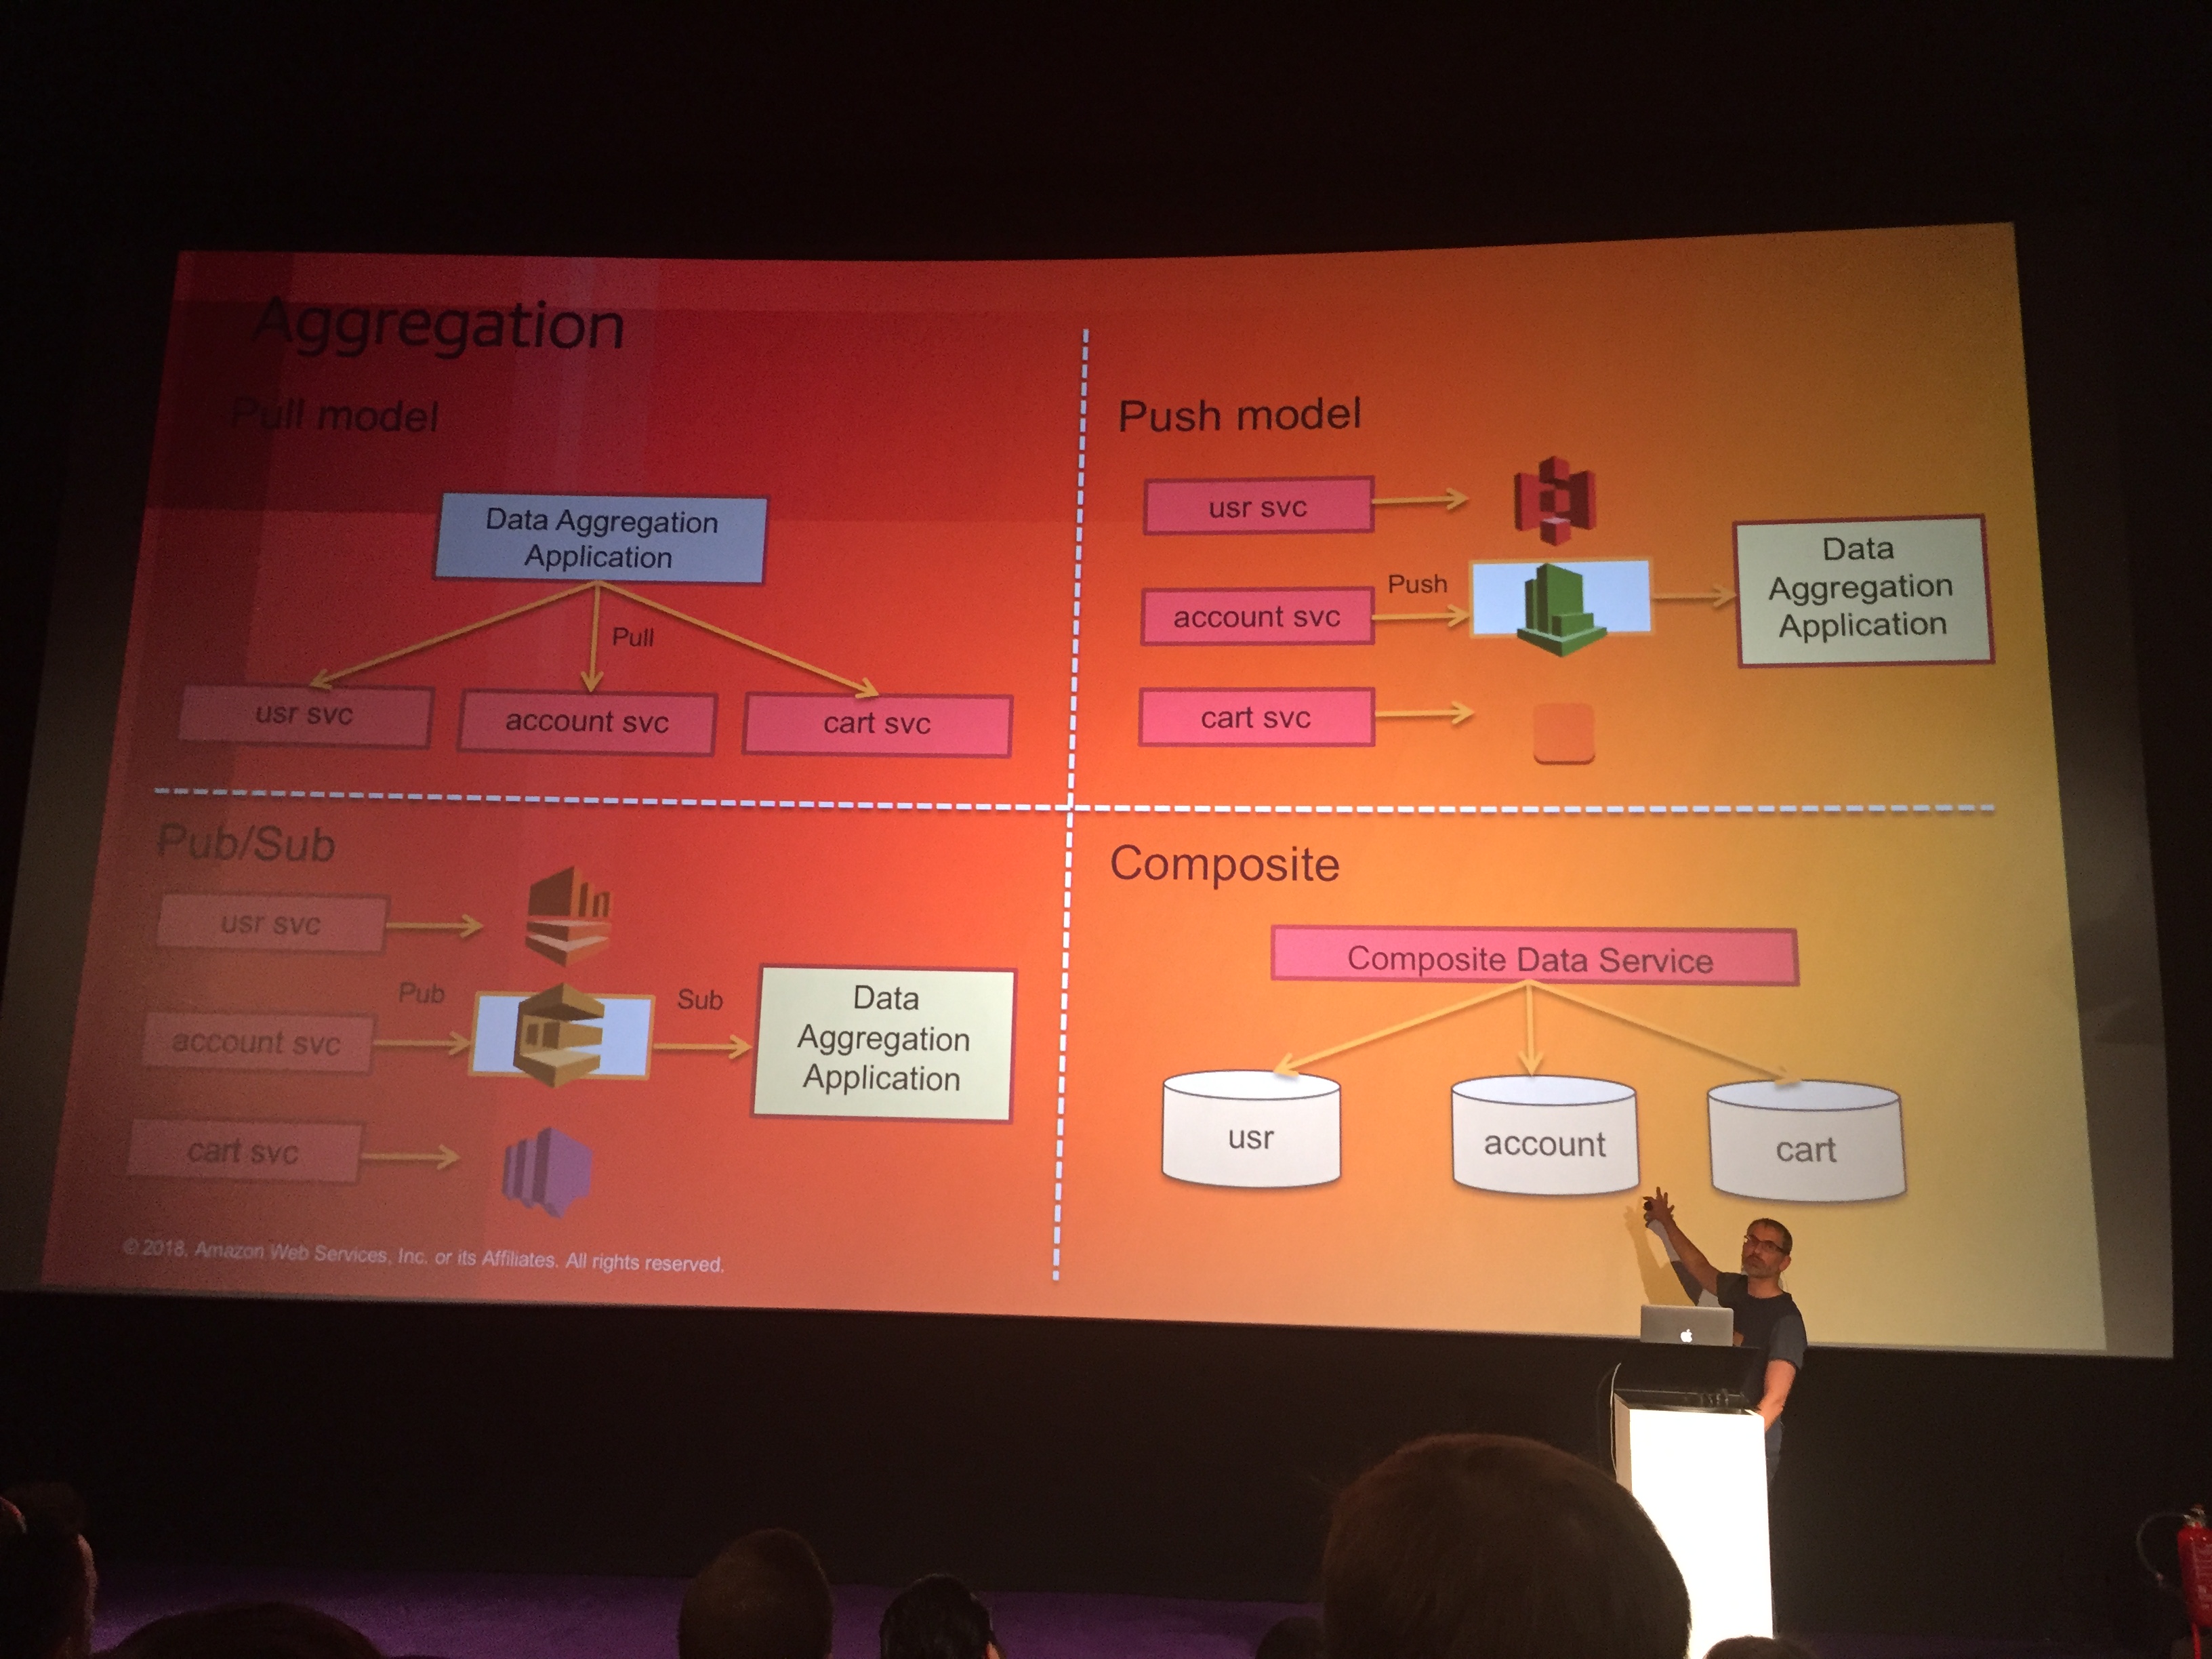 Aggregation
Pull model
Data Aggregation
Application
Pull
usr svc
account svc
cart svc
Push model
usr svc
account svc
cart svc
Push
Data
Aggregation
Application
Pub/Sub
usr svc
account svc
cart svc
Pub
Sub
Data
Aggregation
Application
Composite
Composite Data Service
usr
account
cart
© 2018, Amazon Web Services, Inc. or its Affiliates. All rights reserved.